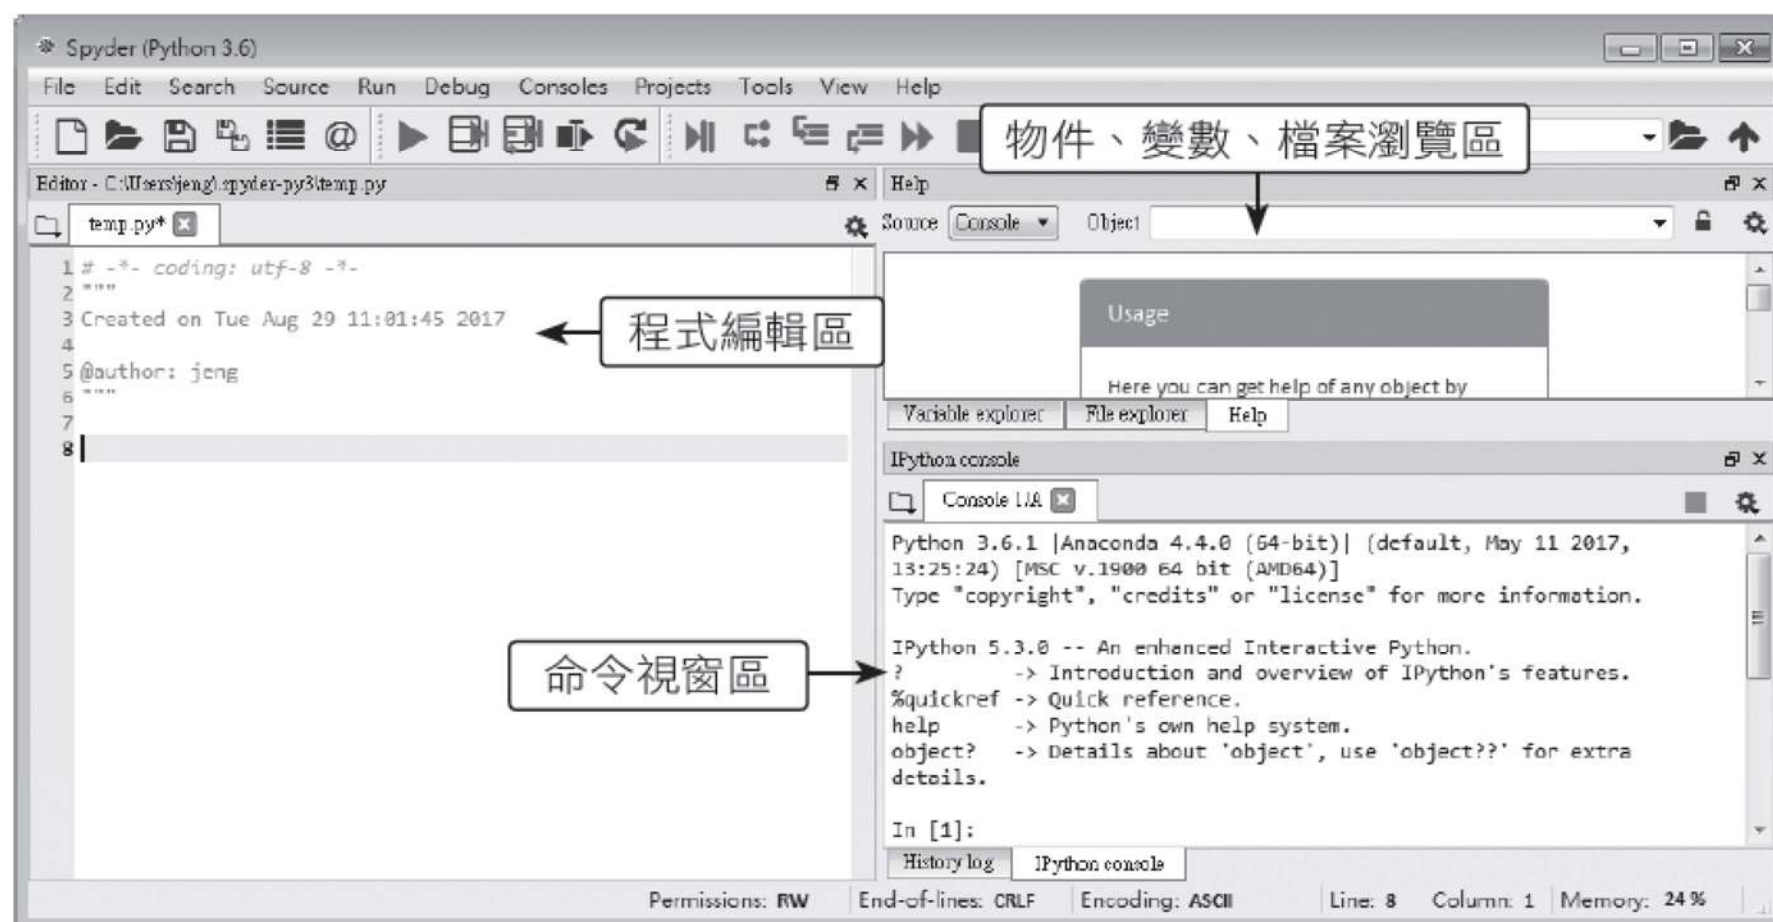 Spyder (Python 3.6)
File Edit Search Source Run Debug Consoles Projects Tools View Help
物件、變數、檔案瀏覽區
Editor - C:\Users\jeng\.spyder-py3\temp.py
temp.py*
1 # -*- coding: utf-8 -*-
2 """
3 Created on Tue Aug 29 11:01:45 2017
4
5 @author: jeng
6 """
7
8
程式編輯區
Help
Source Console Object
Usage
Here you can get help of any object by
Variable explorer File explorer Help
IPython console
Console 1/A
Python 3.6.1 |Anaconda 4.4.0 (64-bit)| (default, May 11 2017,
13:25:24) [MSC v.1900 64 bit (AMD64)]
Type "copyright", "credits" or "license" for more information.
IPython 5.3.0 -- An enhanced Interactive Python.
? -> Introduction and overview of IPython's features.
%quickref -> Quick reference.
help -> Python's own help system.
object? -> Details about 'object', use 'object??' for extra
details.
In [1]:
命令視窗區
History log IPython console
Permissions: RW End-of-lines: CRLF Encoding: ASCII Line: 8 Column: 1 Memory: 24 %